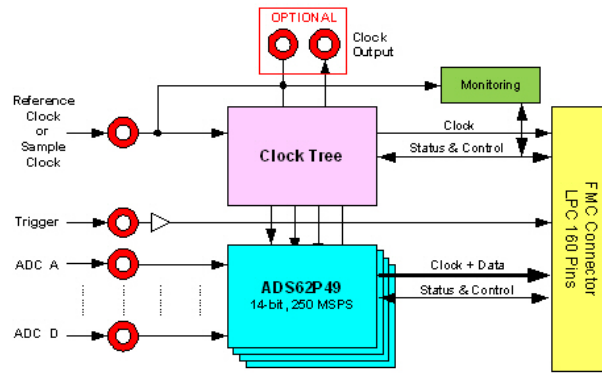 OPTIONAL
Clock
Output
Monitoring
Reference
Clock
or
Sample
Clock
Clock Tree
Clock
Status & Control
Trigger
ADC A
ADC D
ADS62P49
14-bit, 250 MSPS
Clock + Data
Status & Control
FMC Connector
LPC 160 Pins